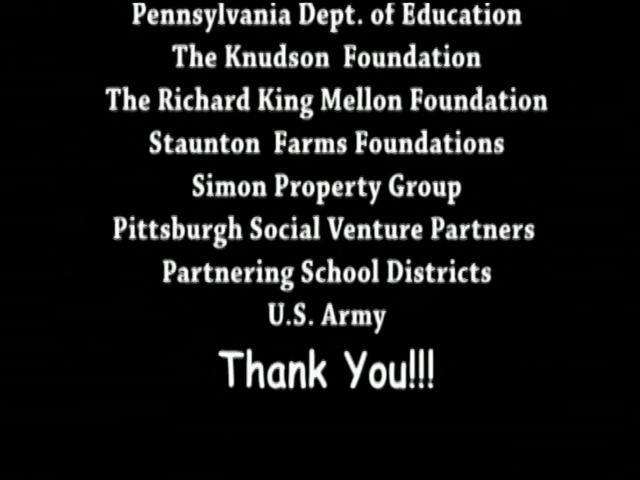 Pennsylvania Dept. of Education
The Knudson Foundation
The Richard King Mellon Foundation
Staunton Farms Foundations
Simon Property Group
Pittsburgh Social Venture Partners
Partnering School Districts
U.S. Army
Thank You!!!